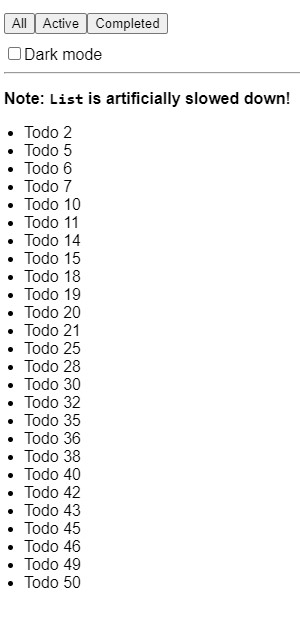 All Active Completed
Dark mode
Note: List is artificially slowed down!
Todo 2
Todo 5
Todo 6
Todo 7
Todo 10
Todo 11
Todo 14
Todo 15
Todo 18
Todo 19
Todo 20
Todo 21
Todo 25
Todo 28
Todo 30
Todo 32
Todo 35
Todo 36
Todo 38
Todo 40
Todo 42
Todo 43
Todo 45
Todo 46
Todo 49
Todo 50